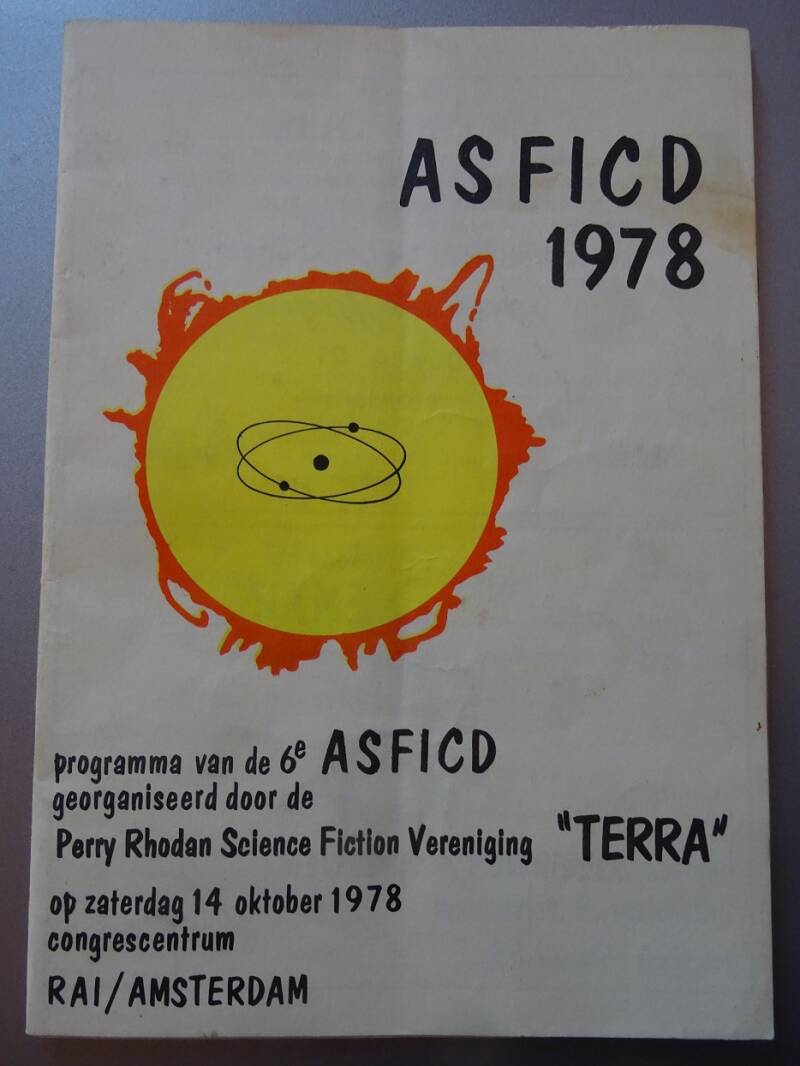 ASFICD
1978
programma van de 6e ASFICD
georganiseerd door de
Perry Rhodan Science Fiction Vereniging "TERRA"
op zaterdag 14 oktober 1978
congrescentrum
RAI/AMSTERDAM